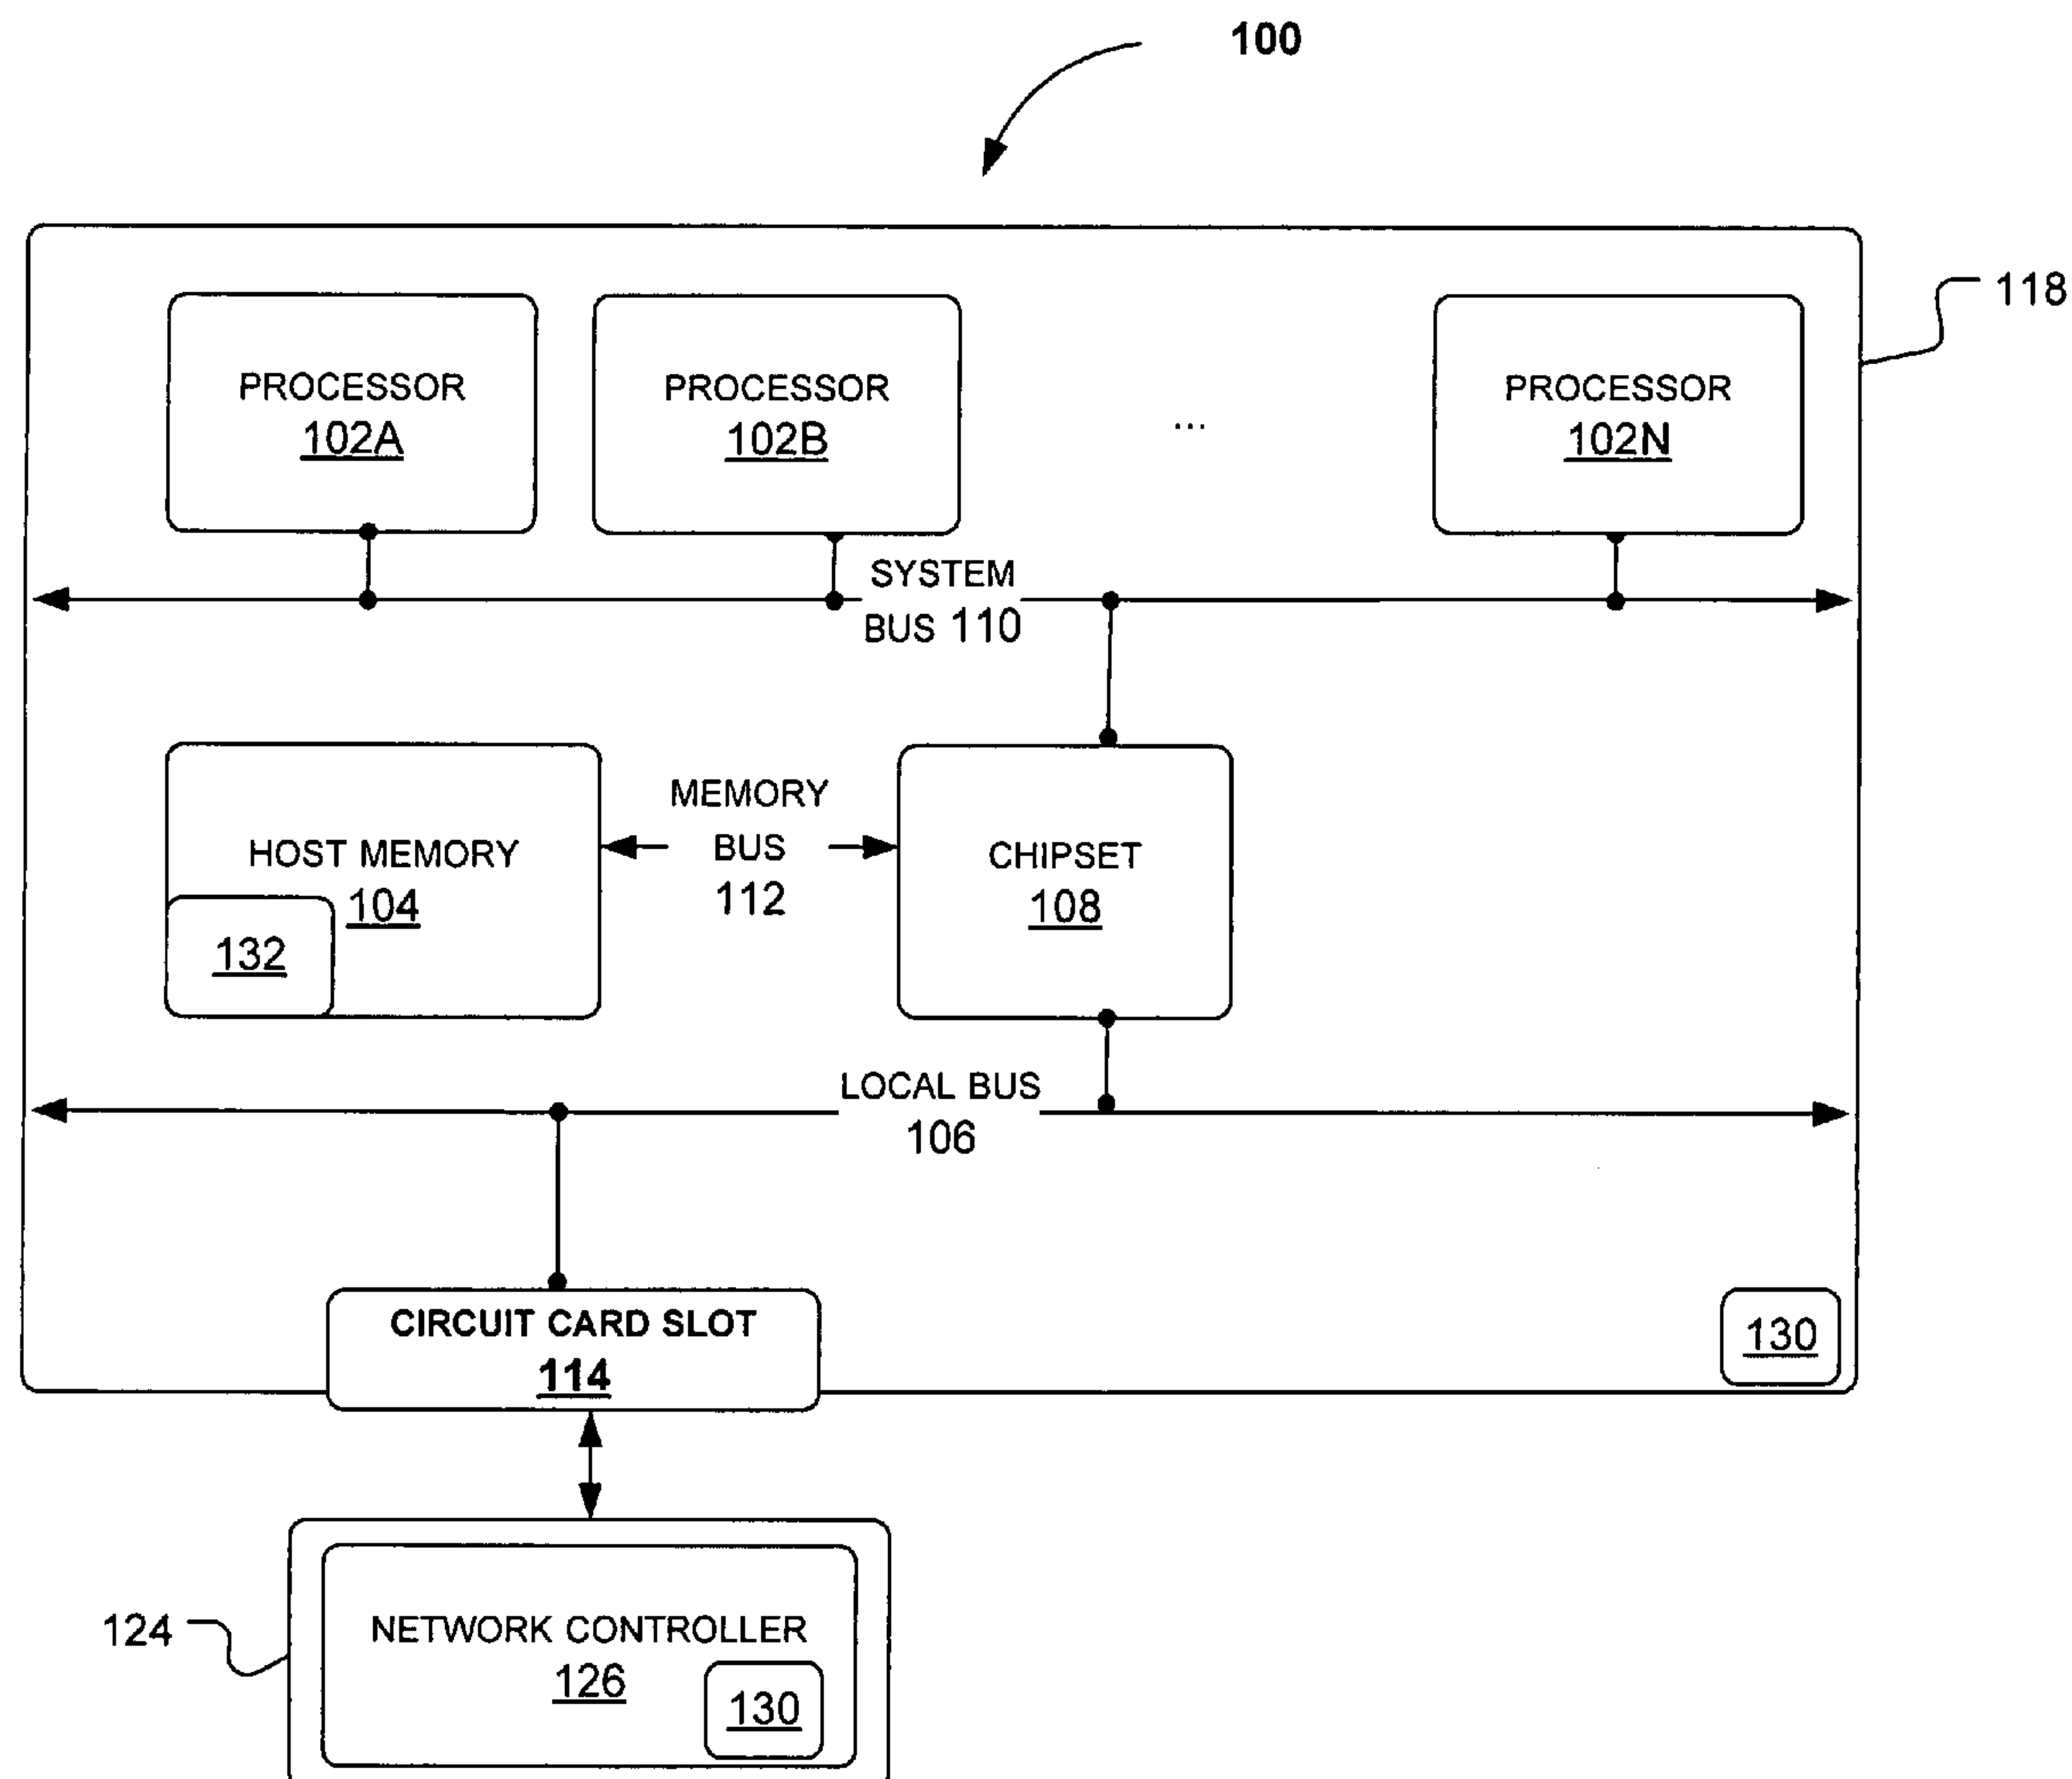 100
118
PROCESSOR
102A
PROCESSOR
102B
...
PROCESSOR
102N
SYSTEM
BUS 110
HOST MEMORY
104
132
MEMORY
BUS
112
CHIPSET
108
LOCAL BUS
106
CIRCUIT CARD SLOT
114
130
124
NETWORK CONTROLLER
126
130